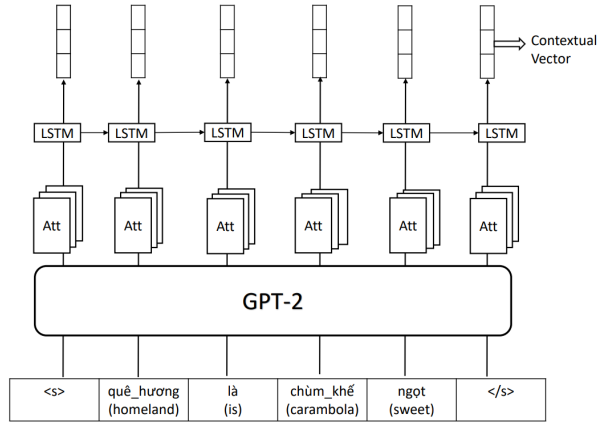 Contextual
Vector
LSTM LSTM LSTM LSTM LSTM LSTM
Att Att Att Att Att Att
GPT-2
<s> quê_hương là chùm_khế ngọt </s>
(homeland) (is) (carambola) (sweet)